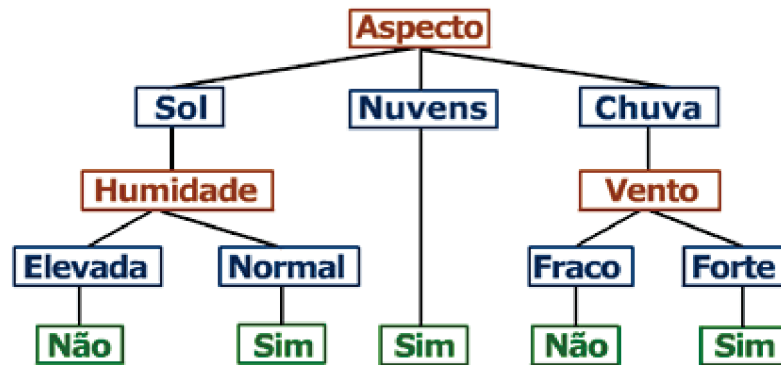 Aspecto
Sol Nuvens Chuva
Humidade Vento
Elevada Normal Fraco Forte
Não Sim Sim Não Sim